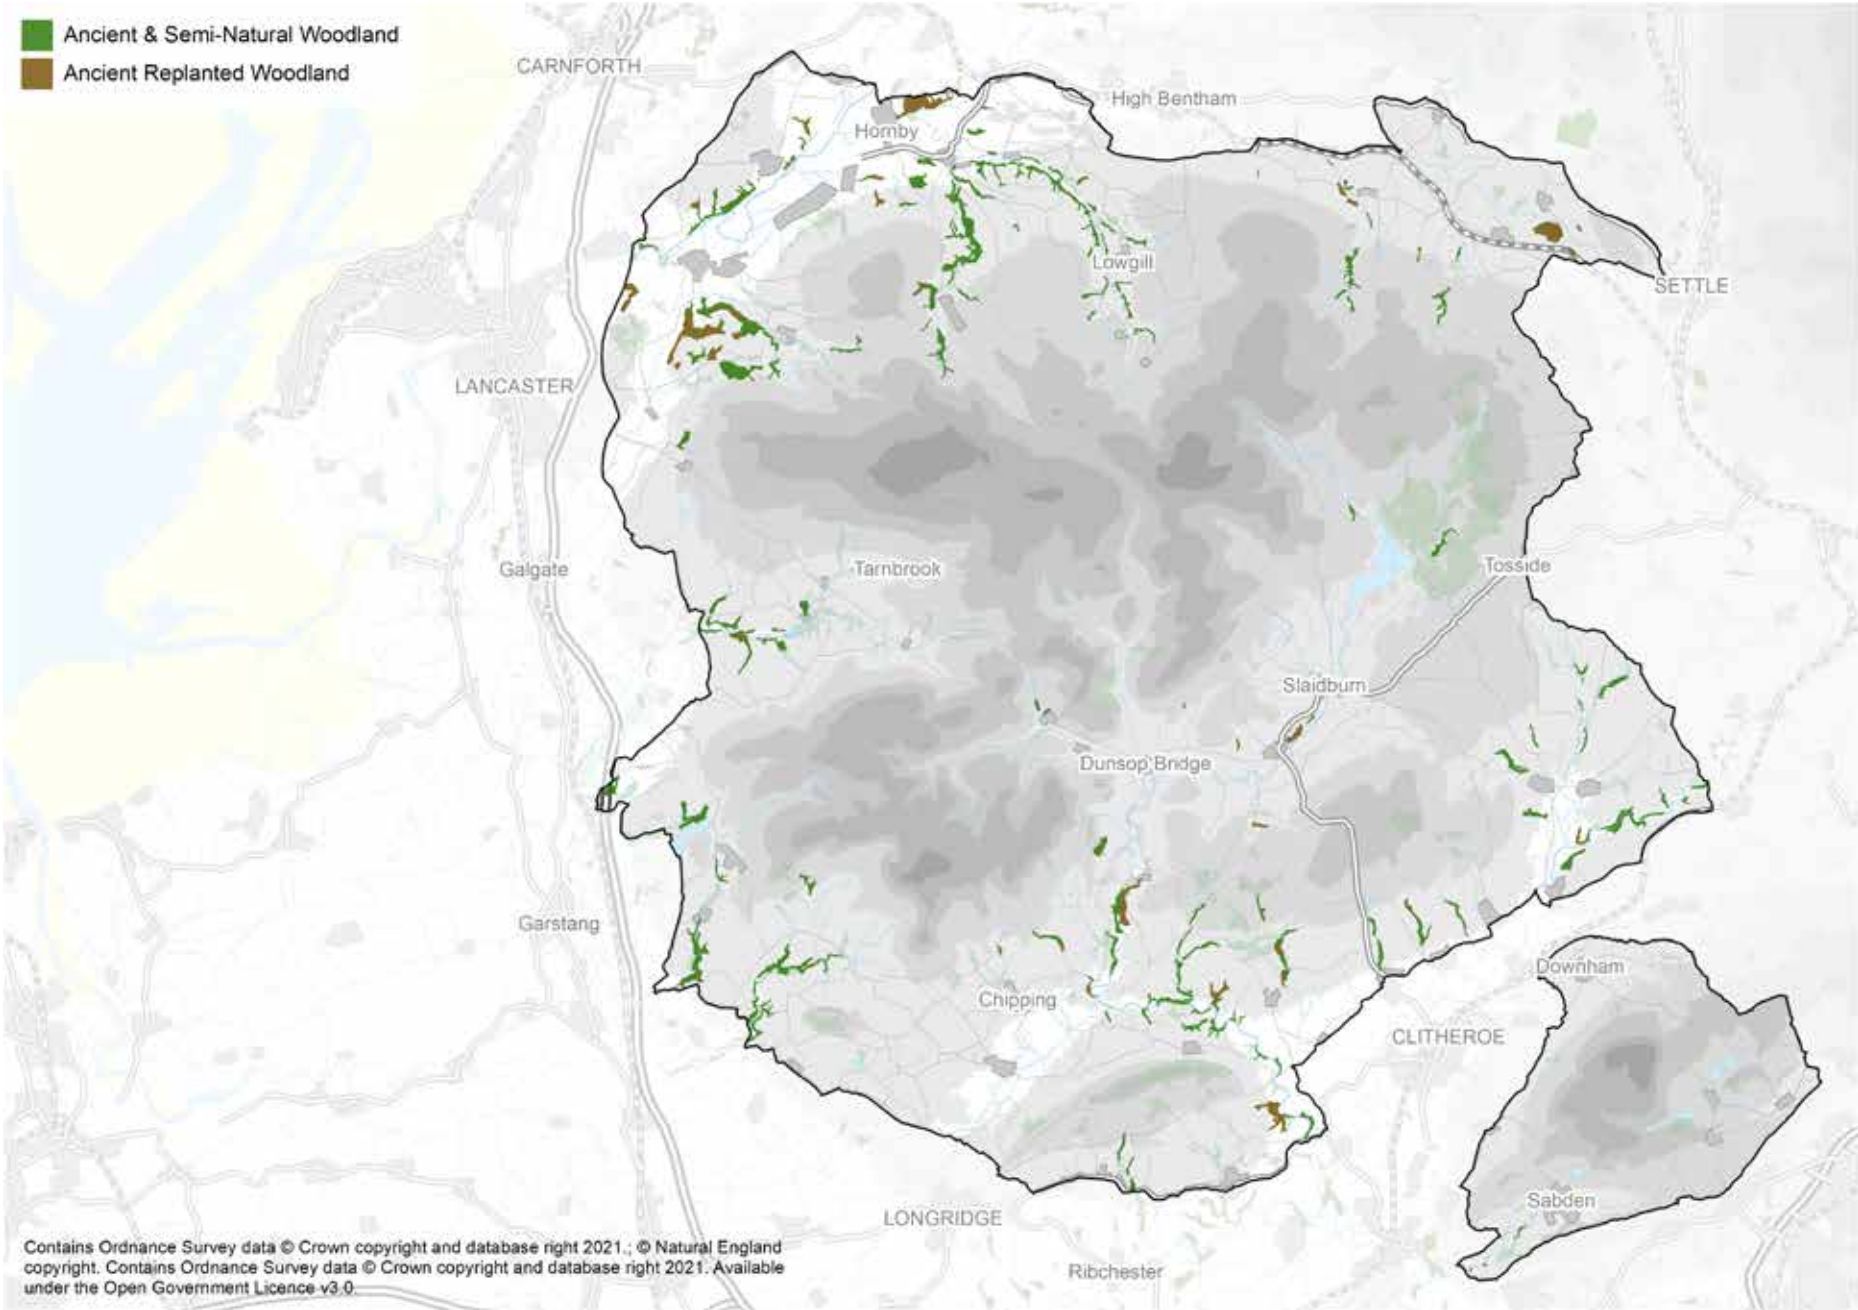 Ancient & Semi-Natural Woodland
Ancient Replanted Woodland
CARNFORTH
High Bentham
Hornby
Lowgill
SETTLE
LANCASTER
Galgate
Tarnbrook
Tosside
Slaidburn
Dunsop Bridge
Garstang
Downham
Chipping
CLITHEROE
Sabden
LONGRIDGE
Ribchester
Contains Ordnance Survey data © Crown copyright and database right 2021.; © Natural England
copyright. Contains Ordnance Survey data © Crown copyright and database right 2021. Available
under the Open Government Licence v3.0.